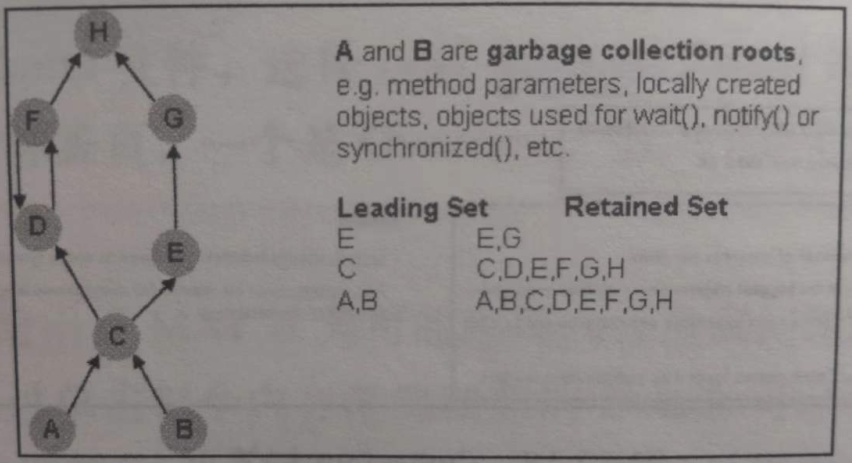 H
A and B are garbage collection roots,
e.g. method parameters, locally created
objects, objects used for wait(), notify() or
synchronized(), etc.
F
G
Leading Set Retained Set
D
E E,G
E
C C,D,E,F,G,H
A,B A,B,C,D,E,F,G,H
C
A
B